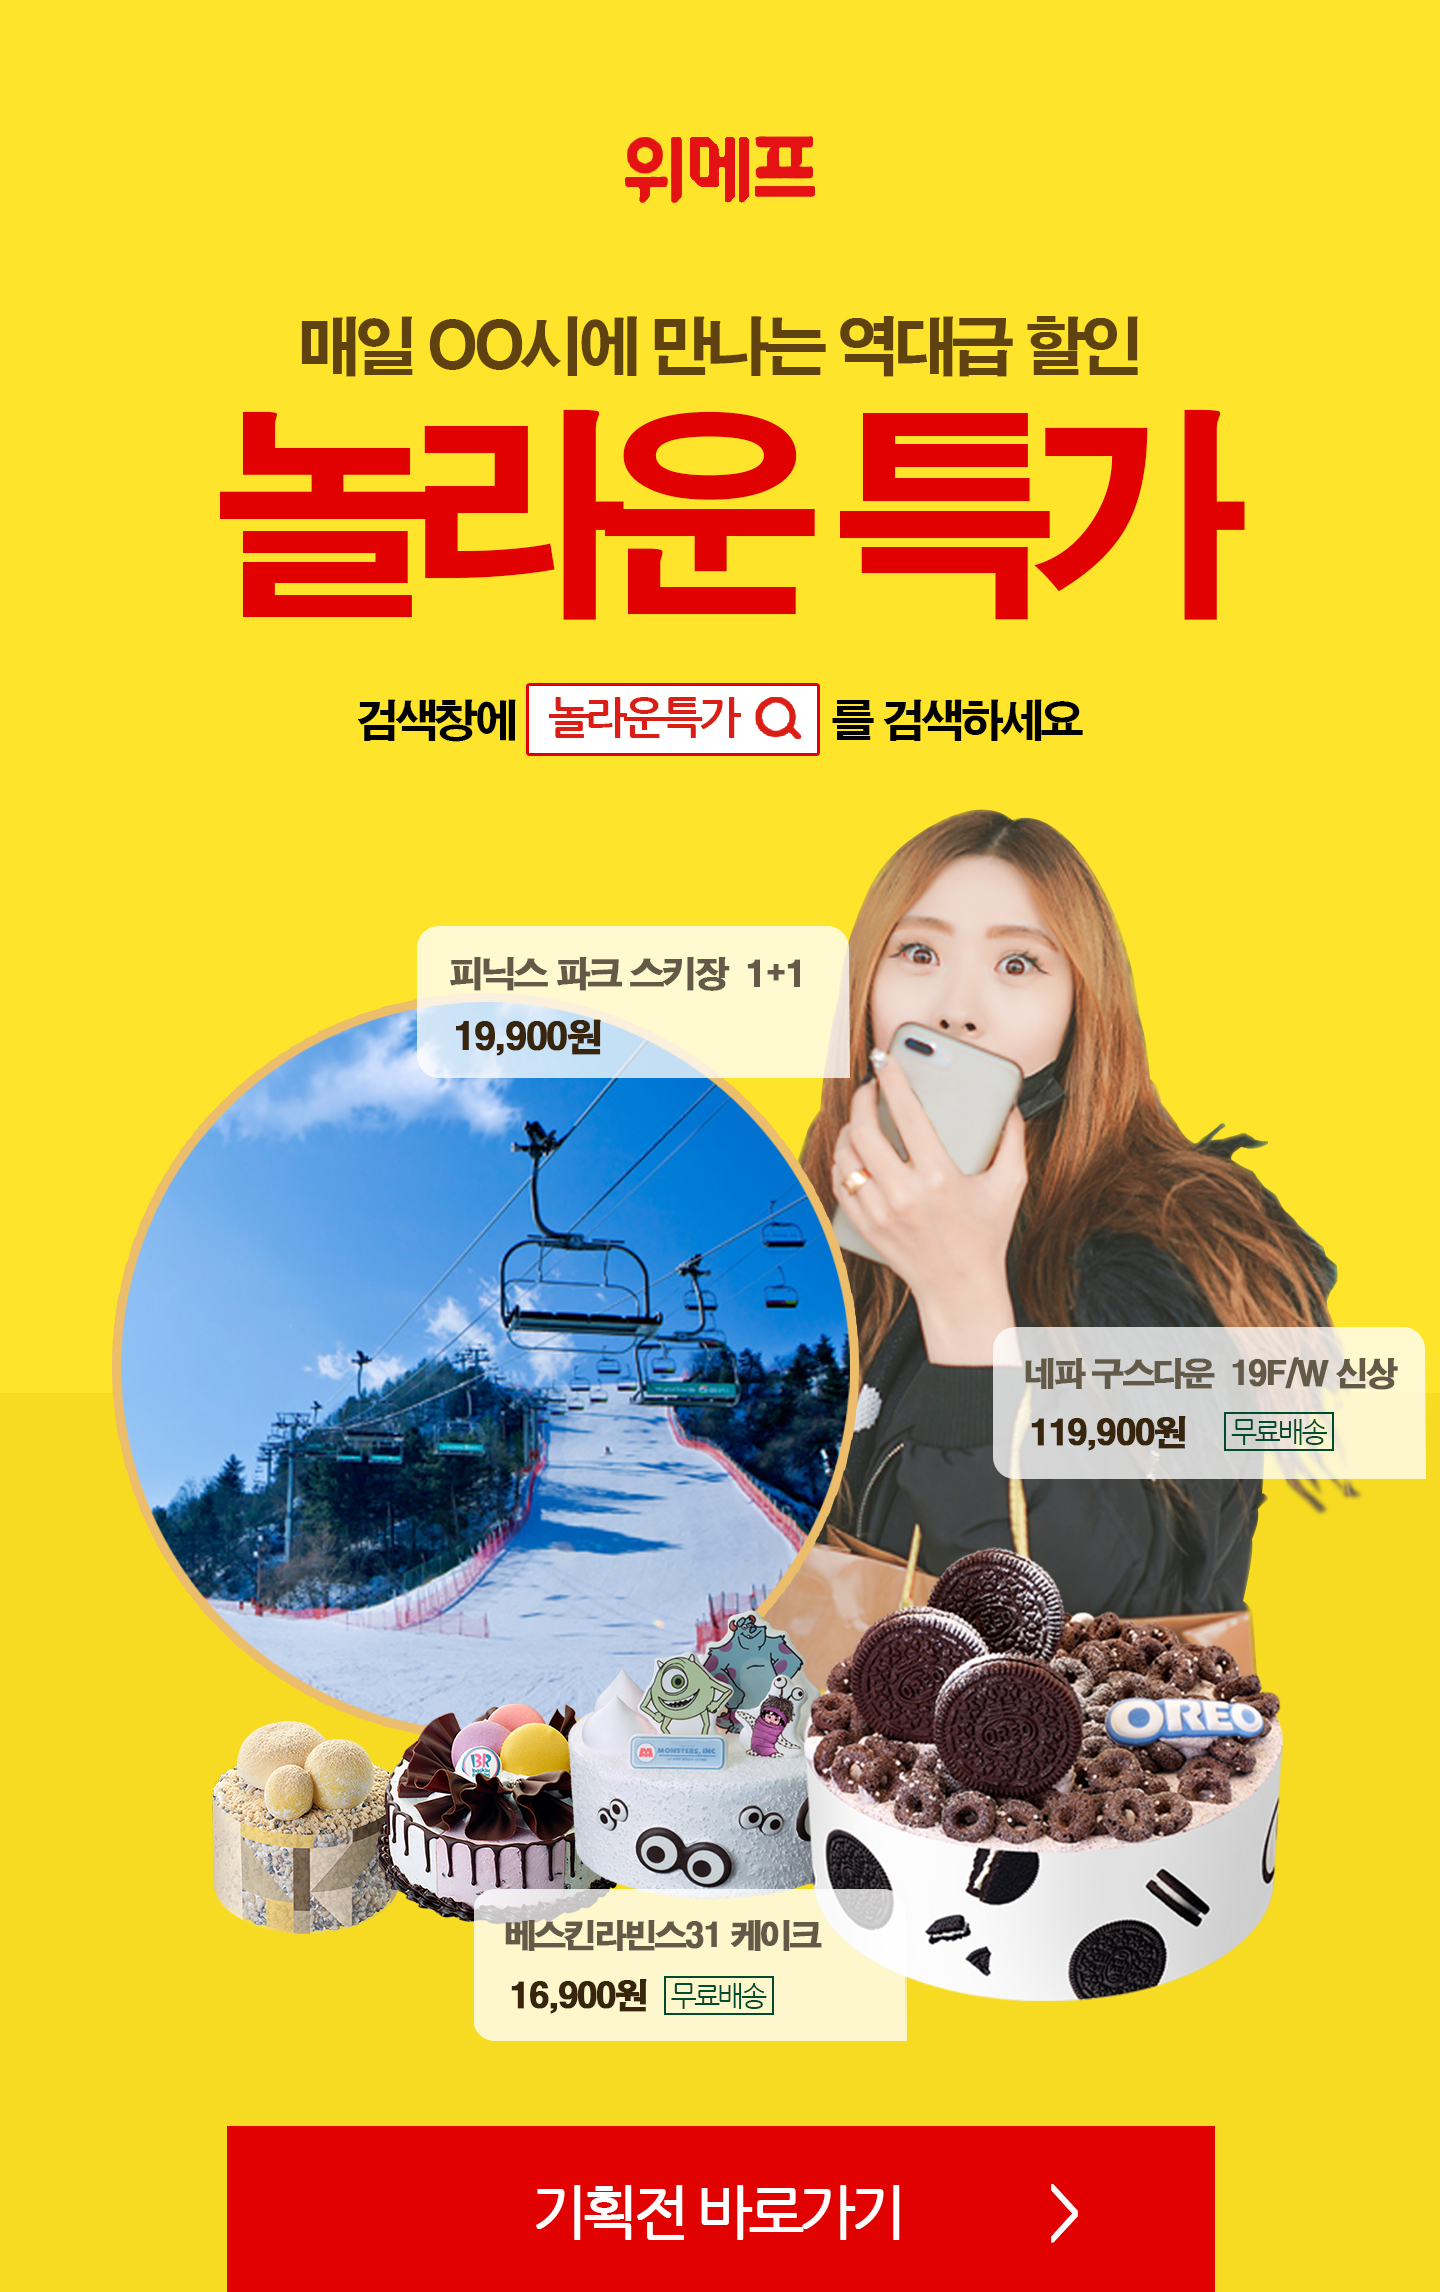 위메프
매일 OO시에 만나는 역대급 할인
놀라운 특가
검색창에 놀라운특가 를 검색하세요
피닉스 파크 스키장 1+1
19,900원
네파 구스다운 19F/W 신상
119,900원 무료배송
OREO
BR
MONSTERS, INC
베스킨라빈스31 케이크
16,900원 무료배송
기획전 바로가기